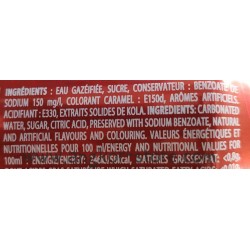 INGRÉDIENTS : EAU GAZÉIFIÉE, SUCRE, CONSERVATEUR : BENZOATE DE
SODIUM 150 mg/l, COLORANT CARAMEL : E150d, ARÔMES ARTIFICIELS,
ACIDIFIANT : E330, EXTRAITS SOLIDES DE KOLA. INGREDIENTS: CARBONATED
WATER, SUGAR, CITRIC ACID, PRESERVED WITH SODIUM BENZOATE, NATURAL
AND ARTIFICIAL FLAVOURS AND COLOURING. VALEURS ÉNERGÉTIQUES ET
NUTRITIONNELLES POUR 100 ml/ENERGY AND NUTRITIONAL VALUES FOR
100ml :